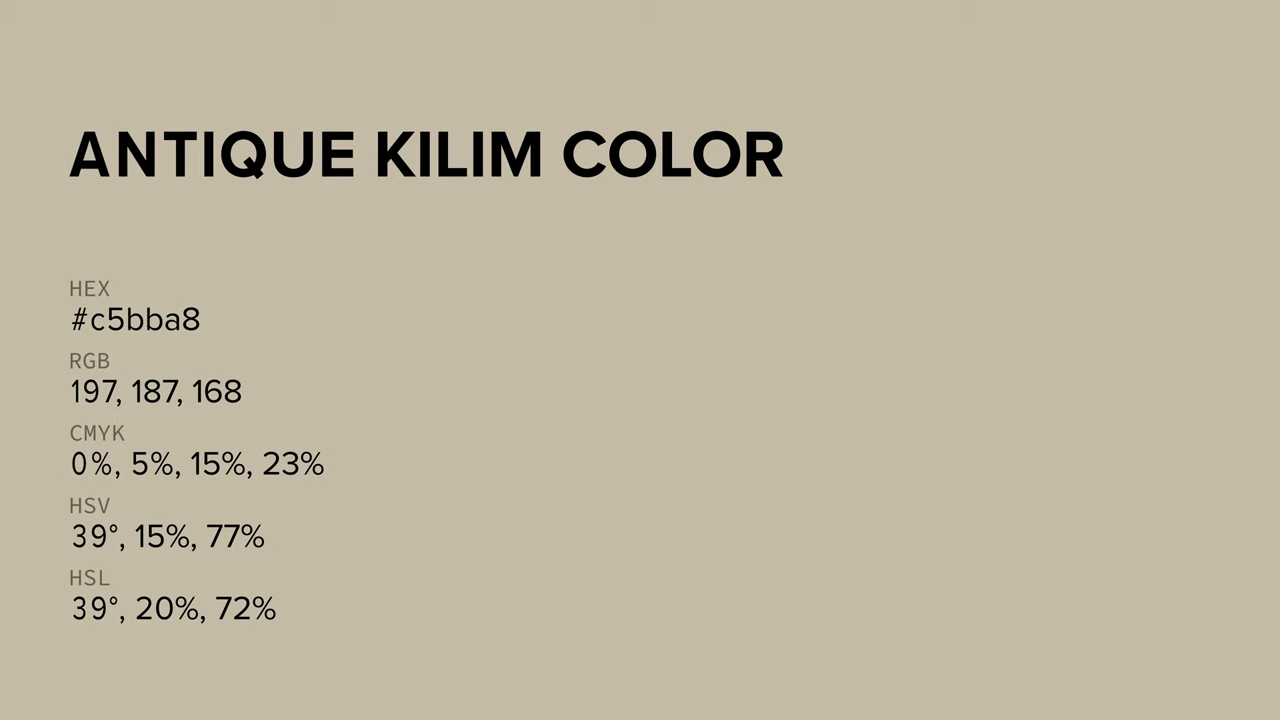 ANTIQUE KILIM COLOR
HEX
#c5bba8
RGB
197, 187, 168
CMYK
0%, 5%, 15%, 23%
HSV
39°, 15%, 77%
HSL
39°, 20%, 72%